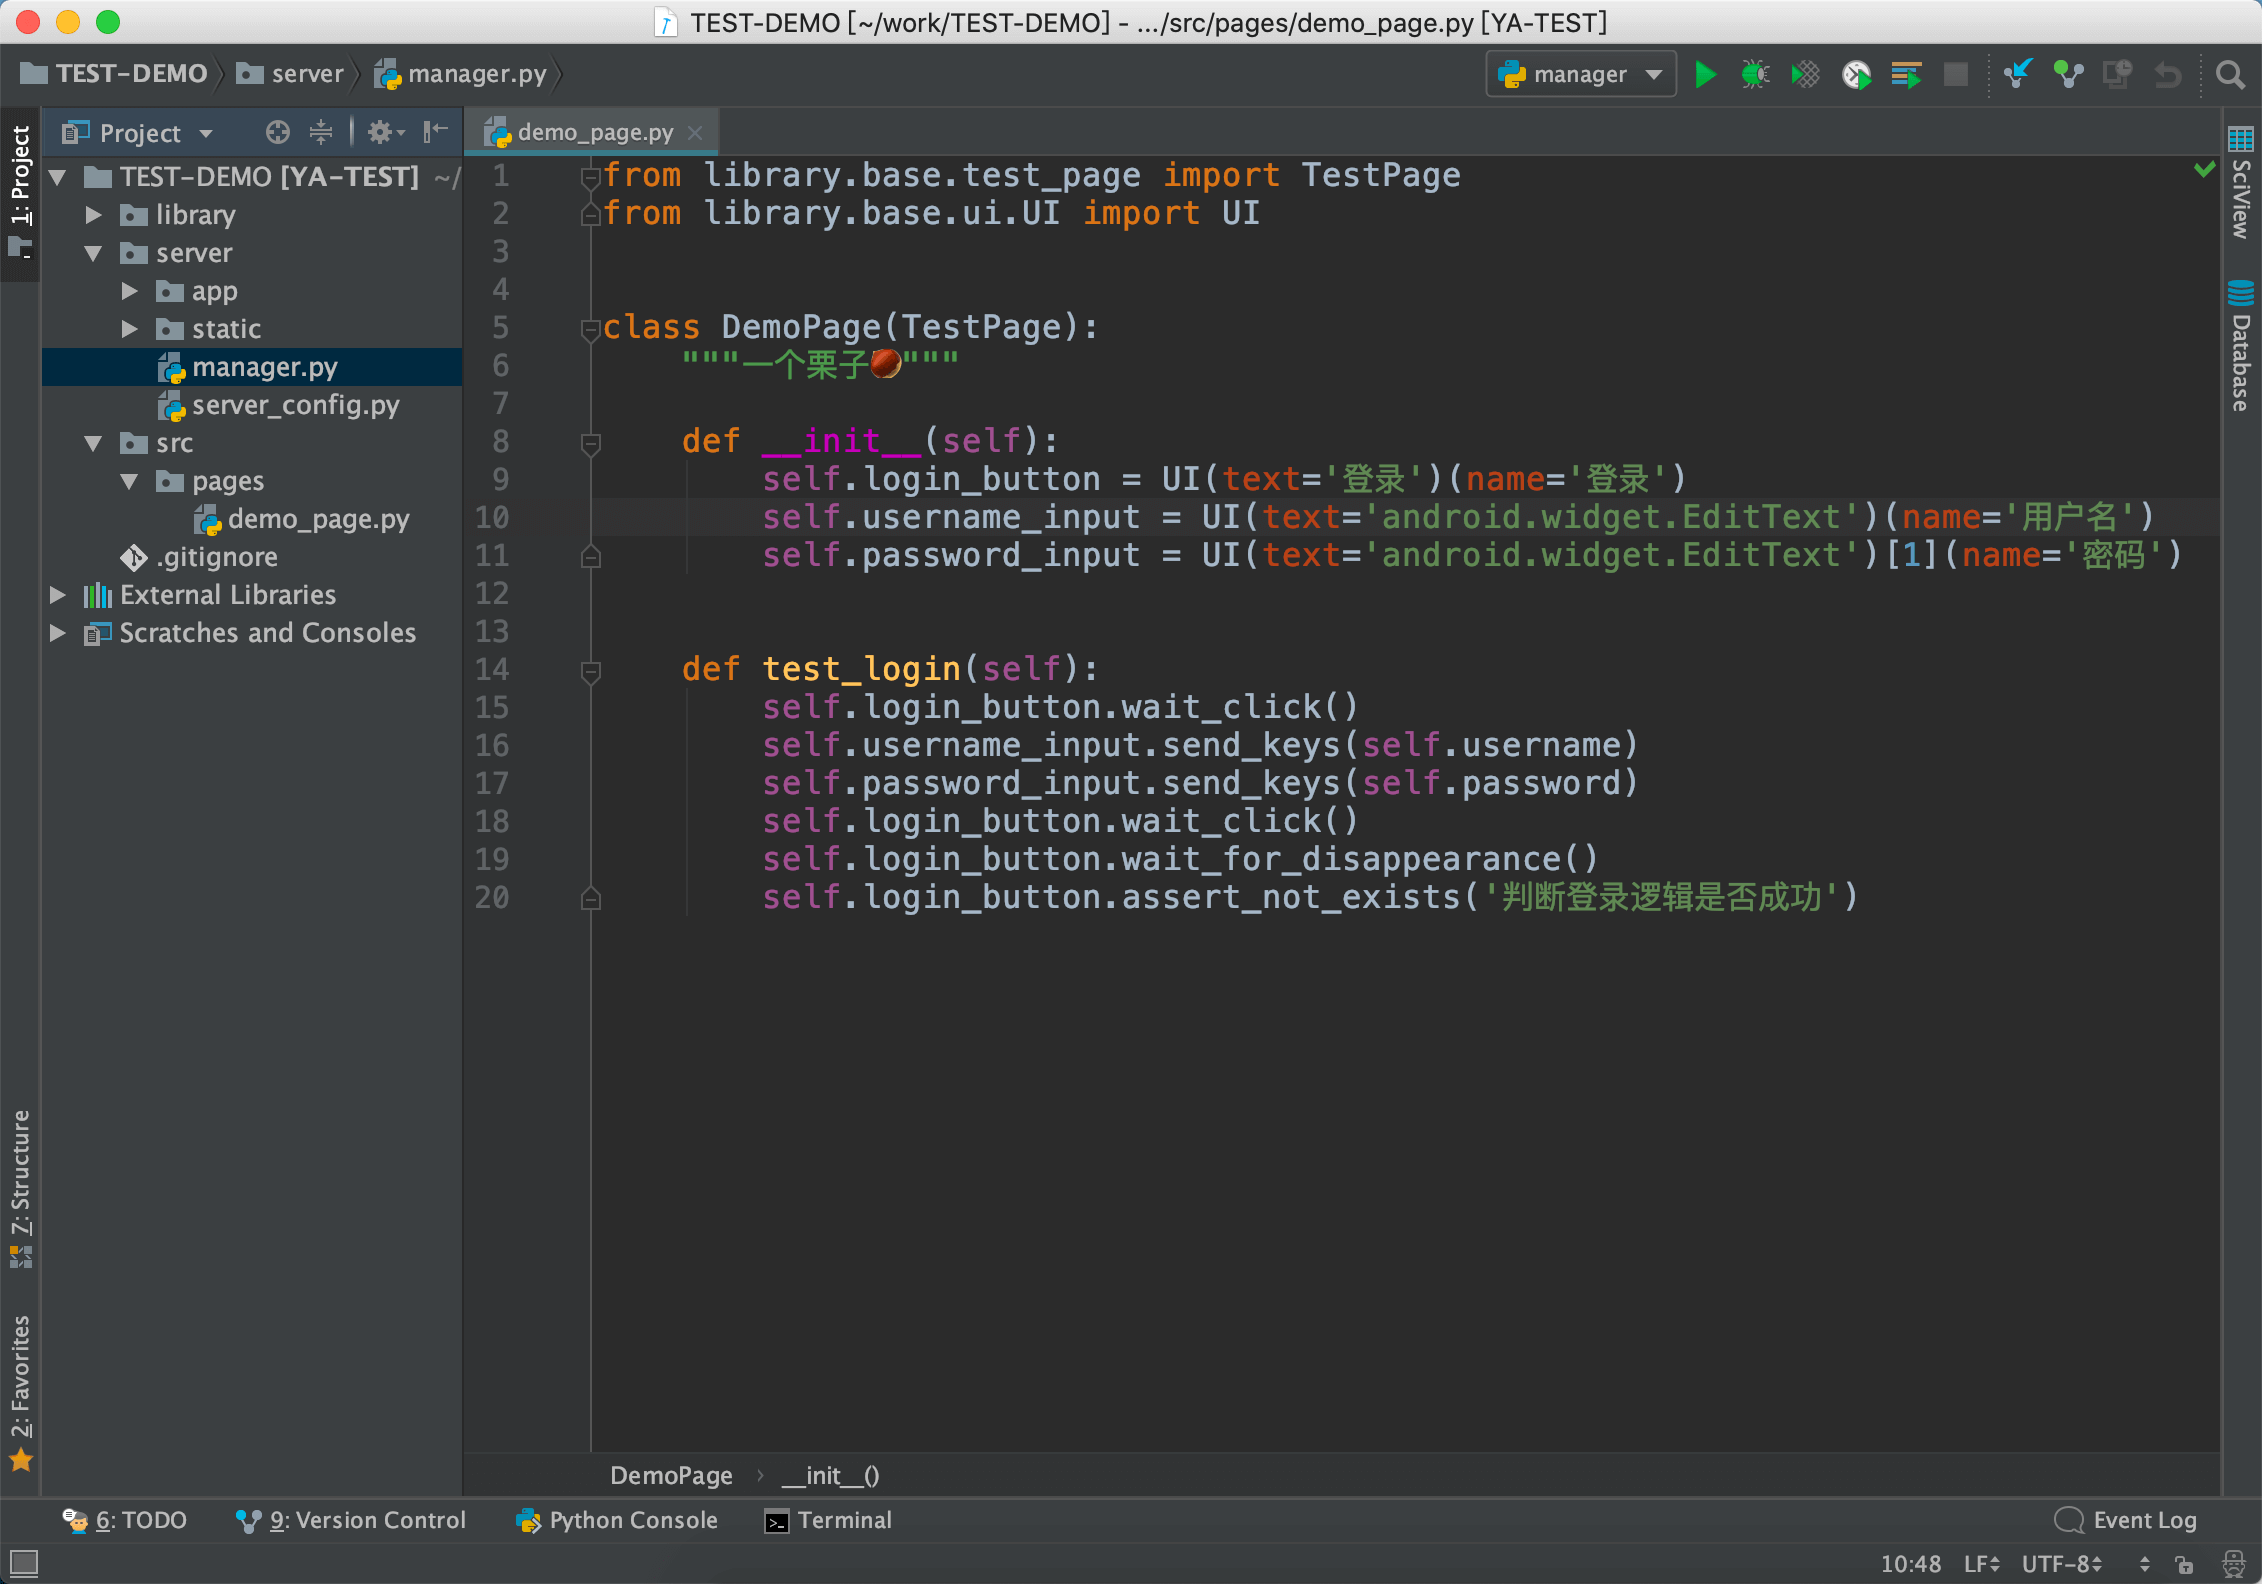 TEST-DEMO [~/work/TEST-DEMO] - .../src/pages/demo_page.py [YA-TEST]
TEST-DEMO server manager.py manager
1: Project
Project
demo_page.py
TEST-DEMO [YA-TEST] ~/
library
server
app
static
manager.py
server_config.py
src
pages
demo_page.py
.gitignore
External Libraries
Scratches and Consoles
1 from library.base.test_page import TestPage
2 from library.base.ui.UI import UI
3
4
5 class DemoPage(TestPage):
6 """一个栗子🌰"""
7
8 def __init__(self):
9 self.login_button = UI(text='登录')(name='登录')
10 self.username_input = UI(text='android.widget.EditText')(name='用户名')
11 self.password_input = UI(text='android.widget.EditText')[1](name='密码')
12
13
14 def test_login(self):
15 self.login_button.wait_click()
16 self.username_input.send_keys(self.username)
17 self.password_input.send_keys(self.password)
18 self.login_button.wait_click()
19 self.login_button.wait_for_disappearance()
20 self.login_button.assert_not_exists('判断登录逻辑是否成功')
SciView
Database
7: Structure
2: Favorites
DemoPage › __init__()
6: TODO 9: Version Control Python Console Terminal Event Log
10:48 LF UTF-8